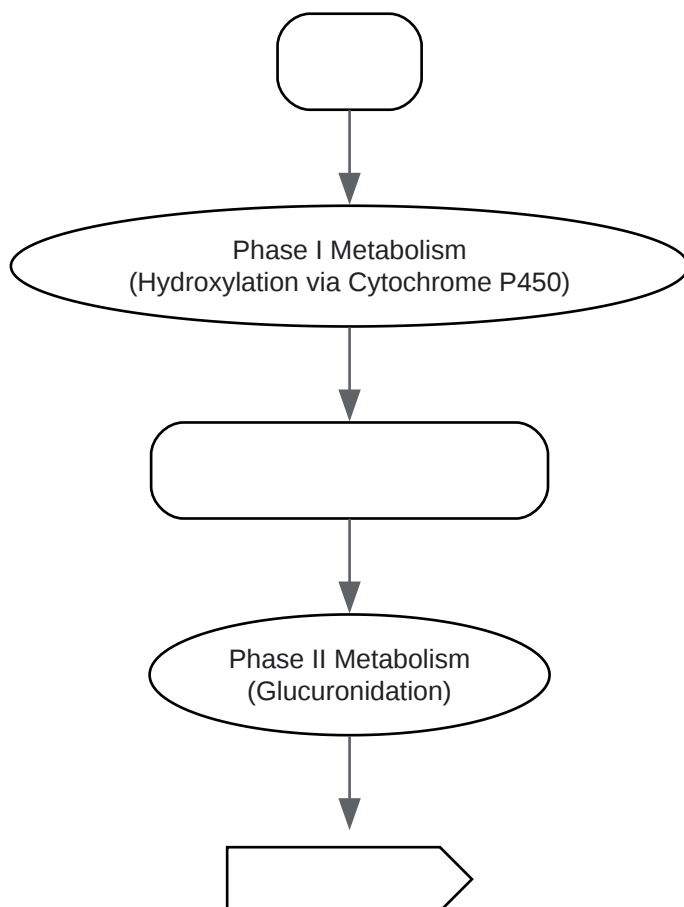 Phase I Metabolism
(Hydroxylation via Cytochrome P450)
Phase II Metabolism
(Glucuronidation)